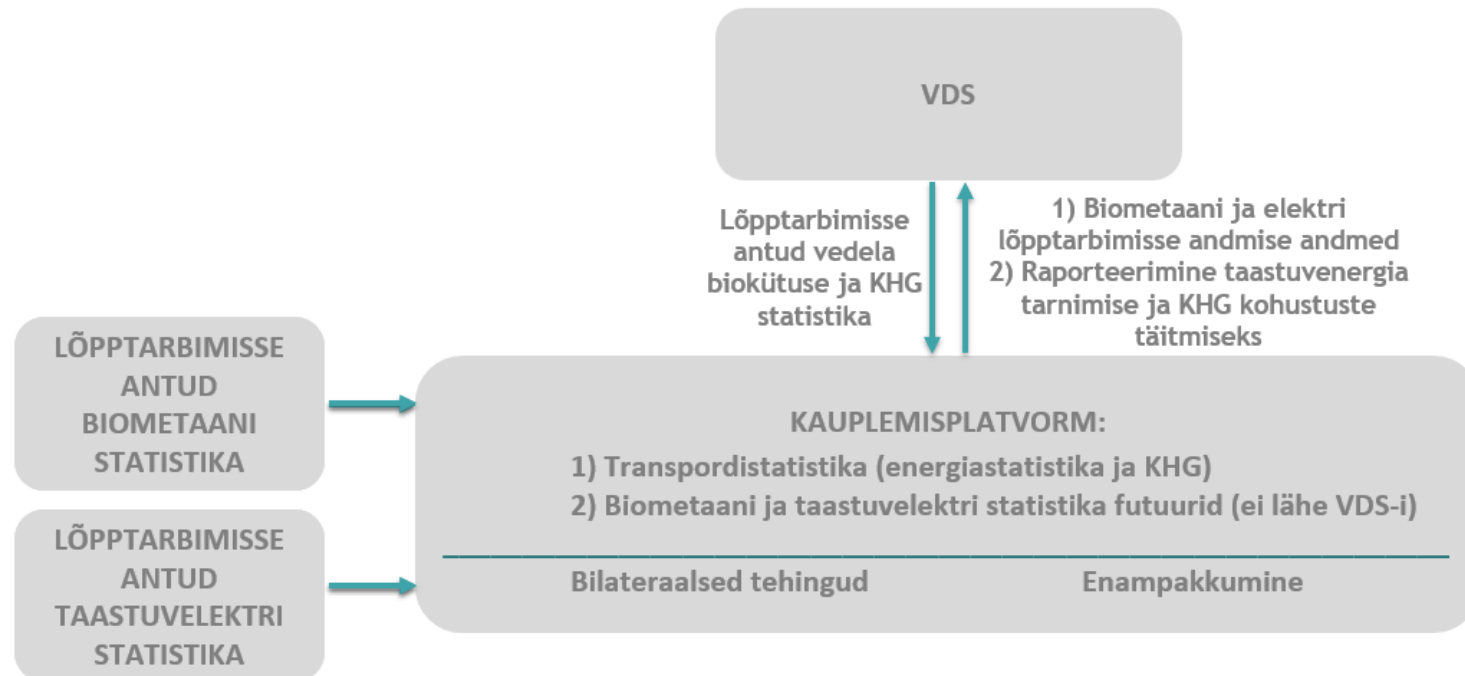 VDS
Lõpptarbimisse
antud vedela
biokütuse ja KHG
statistika
1) Biometaani ja elektri
lõpptarbimisse andmise andmed
2) Raporteerimine taastuvenergia
tarnimise ja KHG kohustuste
täitmiseks
LÕPPTARBIMISSE
ANTUD
BIOMETAANI
STATISTIKA
LÕPPTARBIMISSE
ANTUD
TAASTUVELEKTRI
STATISTIKA
KAUPLEMISPLATVORM:
1) Transpordistatistika (energiastatistika ja KHG)
2) Biometaani ja taastuvelektri statistika futuurid (ei lähe VDS-i)
Bilateraalsed tehingud
Enampakkumine